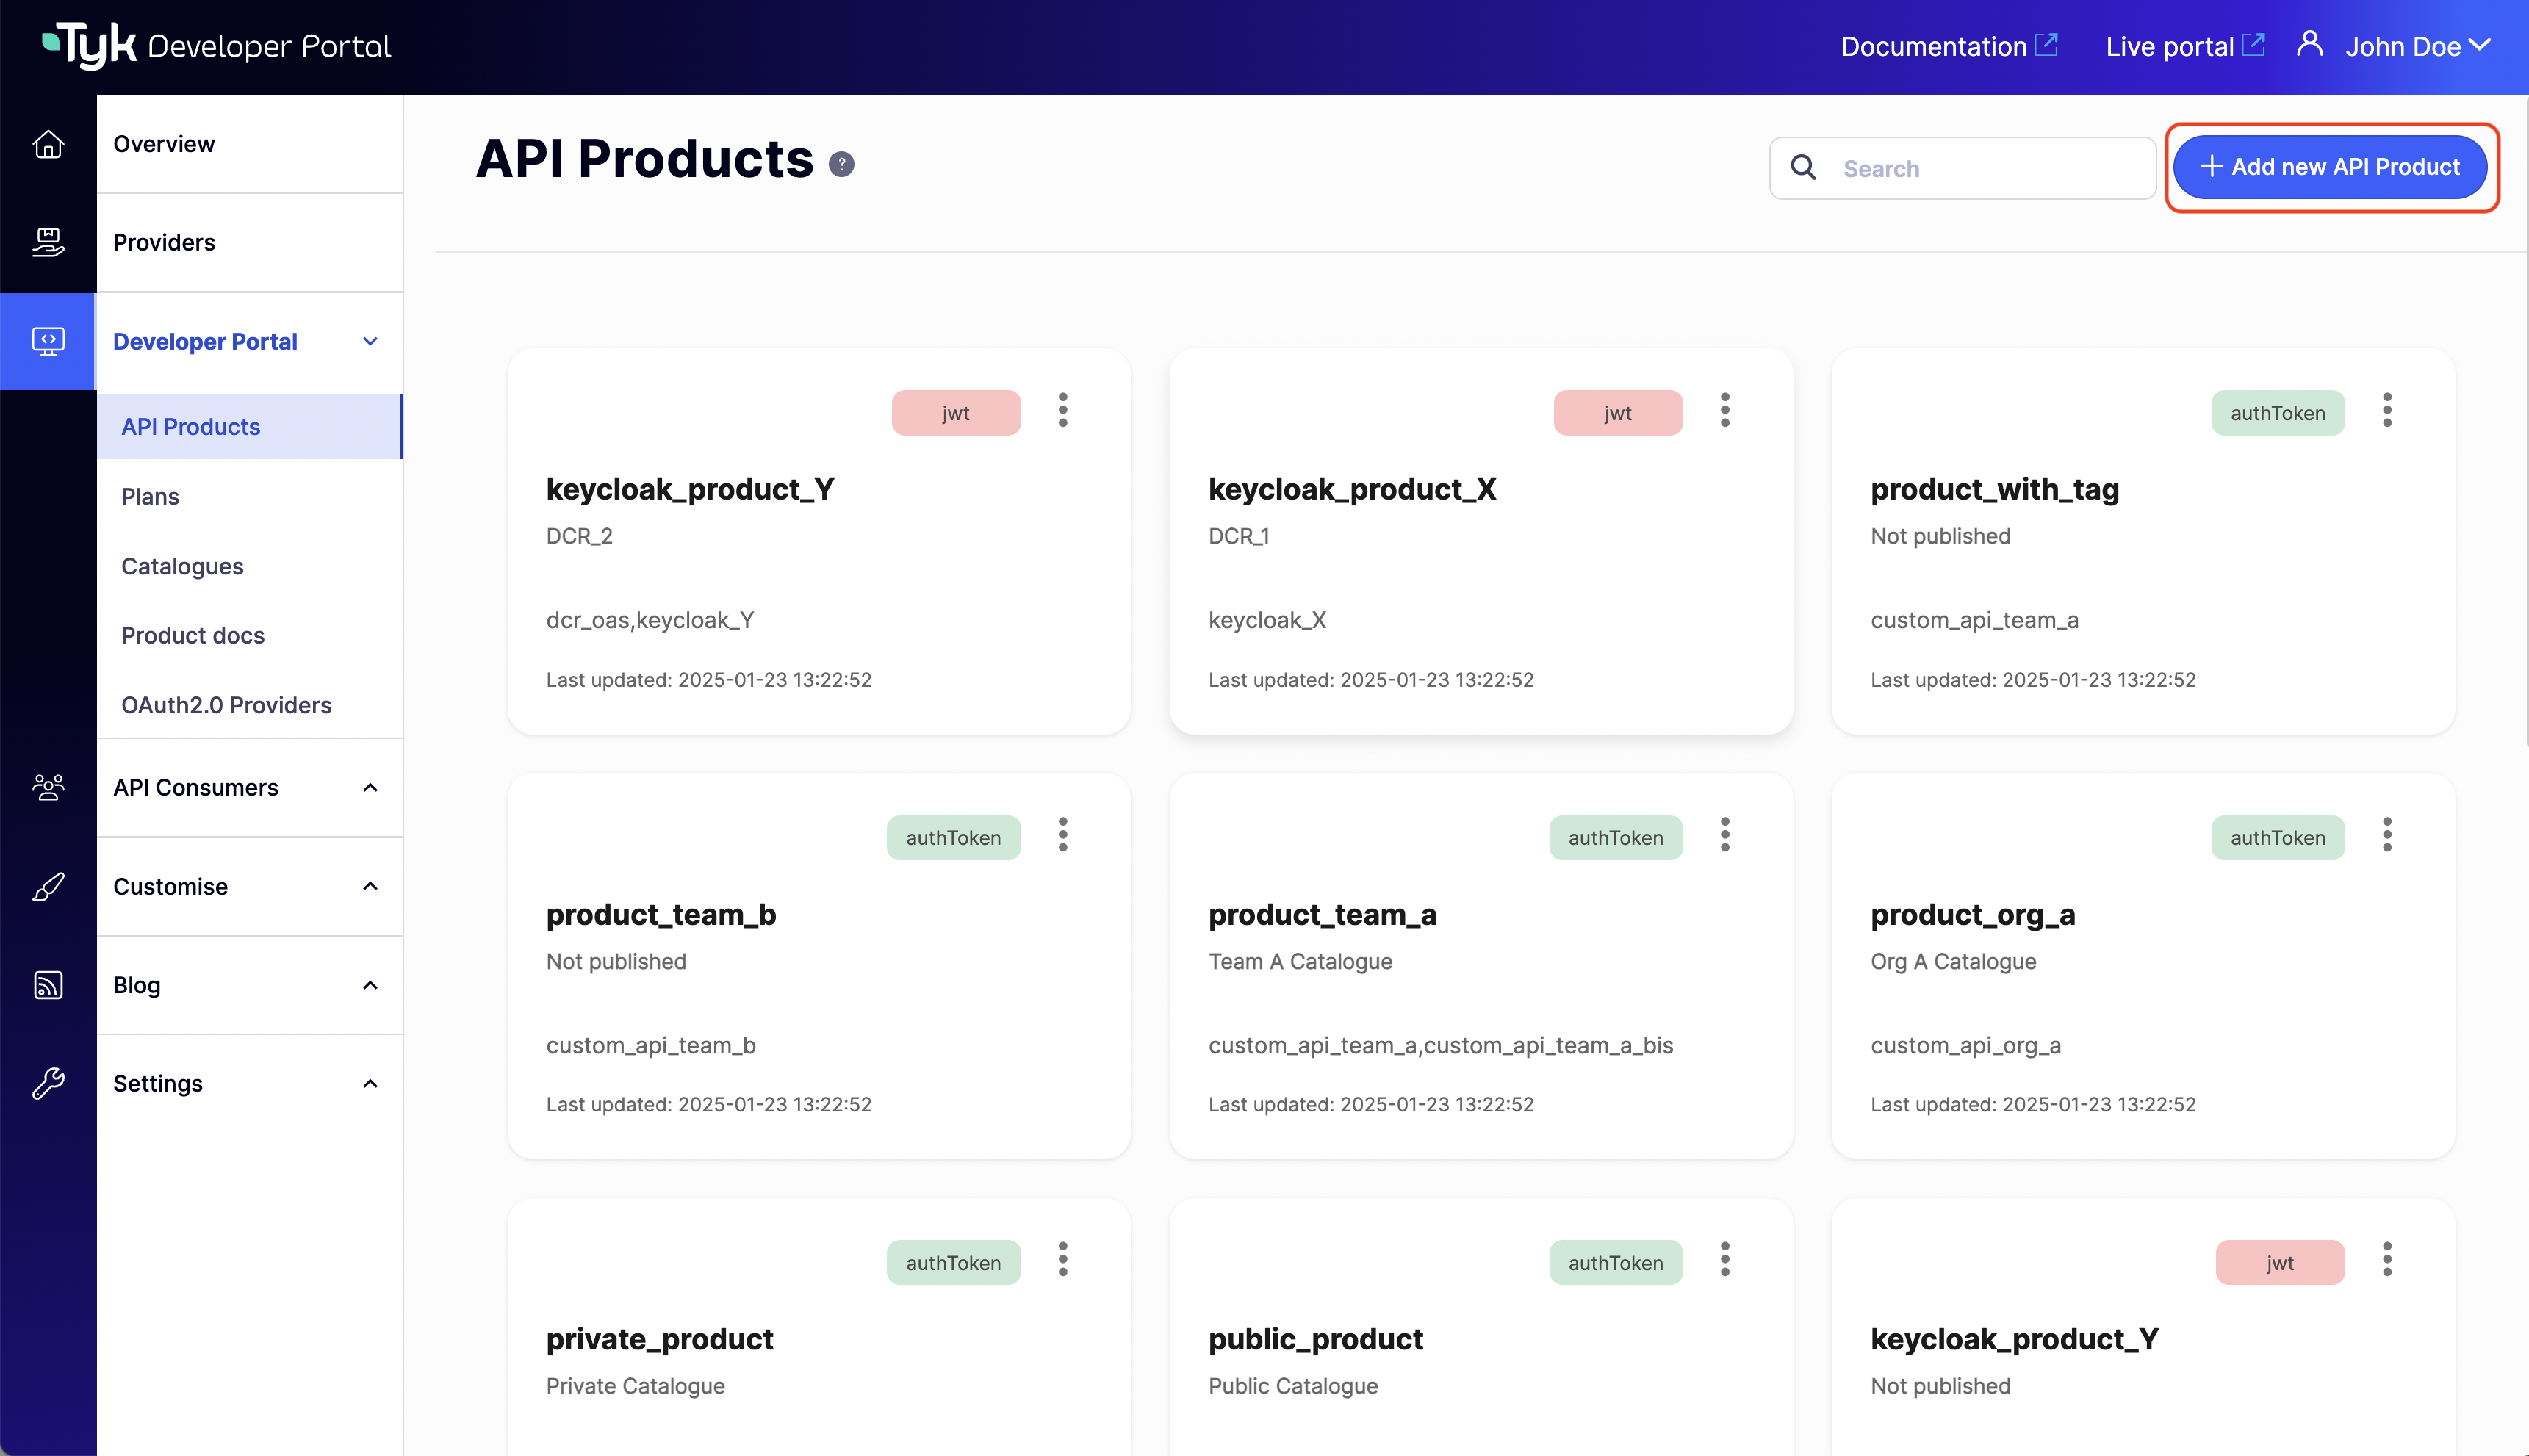 Tyk Developer Portal
Documentation
Live portal
John Doe
Overview
Providers
Developer Portal
API Products
Plans
Catalogues
Product docs
OAuth2.0 Providers
API Consumers
Customise
Blog
Settings
API Products ?
Search
+ Add new API Product
jwt
keycloak_product_Y
DCR_2
dcr_oas,keycloak_Y
Last updated: 2025-01-23 13:22:52
jwt
keycloak_product_X
DCR_1
keycloak_X
Last updated: 2025-01-23 13:22:52
authToken
product_with_tag
Not published
custom_api_team_a
Last updated: 2025-01-23 13:22:52
authToken
product_team_b
Not published
custom_api_team_b
Last updated: 2025-01-23 13:22:52
authToken
product_team_a
Team A Catalogue
custom_api_team_a,custom_api_team_a_bis
Last updated: 2025-01-23 13:22:52
authToken
product_org_a
Org A Catalogue
custom_api_org_a
Last updated: 2025-01-23 13:22:52
authToken
private_product
Private Catalogue
authToken
public_product
Public Catalogue
jwt
keycloak_product_Y
Not published